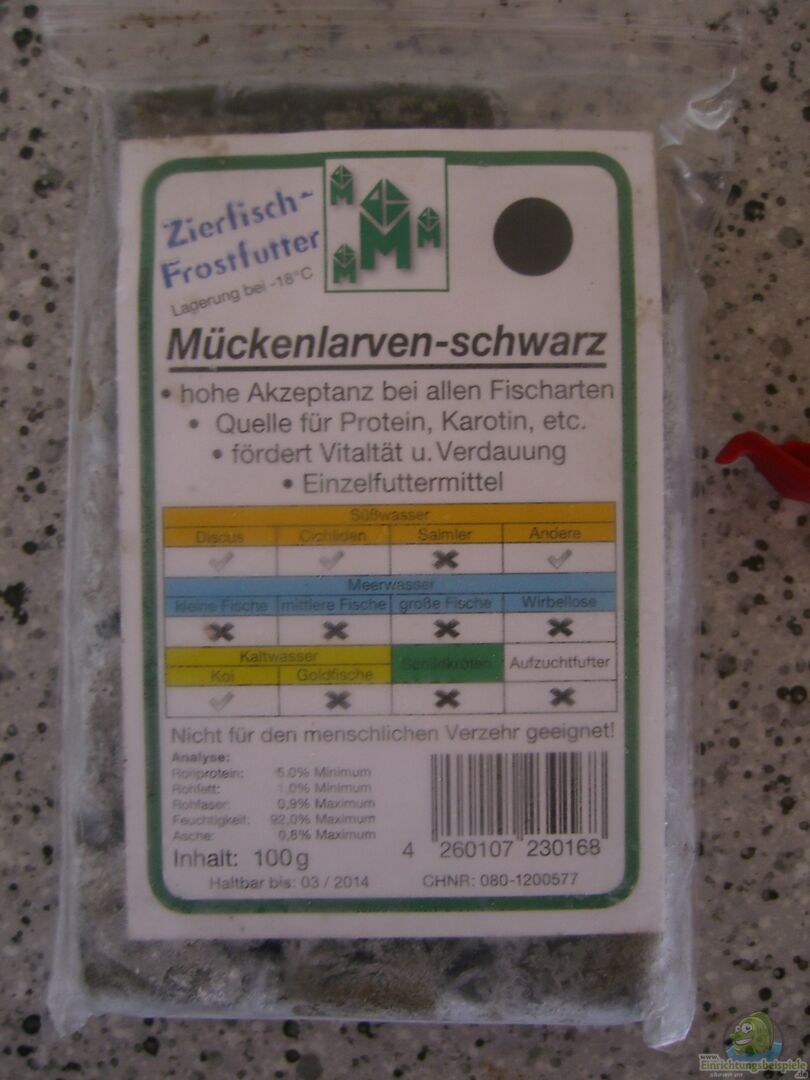 Zierfisch-
Frostfutter
Lagerung bei -18°C
Mückenlarven-schwarz
• hohe Akzeptanz bei allen Fischarten
• Quelle für Protein, Karotin, etc.
• fördert Vitaltät u. Verdauung
• Einzelfuttermittel
Süßwasser
Discus Cichliden Salmler Andere
Meerwasser
kleine Fische mittlere Fische große Fische Wirbellose
Kaltwasser Schildkröten Aufzuchtfutter
Koi Goldfische
Nicht für den menschlichen Verzehr geeignet!
Analyse:
Rohprotein: 5.0% Minimum
Rohfett: 1,0% Minimum
Rohfaser: 0,9% Maximum
Feuchtigkeit: 92,0% Maximum
Asche: 0,8% Maximum
Inhalt: 100g
4 260107 230168
Haltbar bis: 03 / 2014 CHNR: 080-1200577
www.
Einrichtungsbeispiele